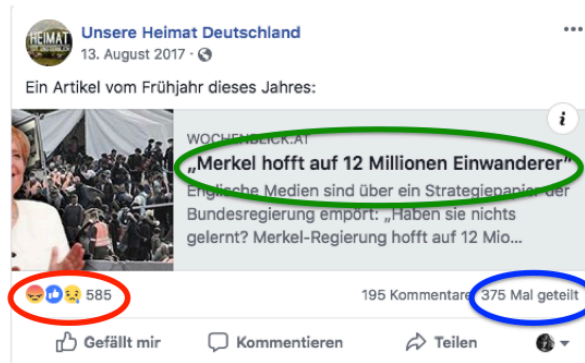 HEIMAT
Unsere Heimat Deutschland
13. August 2017 ·
Ein Artikel vom Frühjahr dieses Jahres:
i
WOCHENBLICK.AT
„Merkel hofft auf 12 Millionen Einwanderer“
Englische Medien sind über ein Strategiepapier der
Bundesregierung empört: „Haben sie nichts
gelernt? Merkel-Regierung hofft auf 12 Mio...
585
195 Kommentare
375 Mal geteilt
Gefällt mir
Kommentieren
Teilen